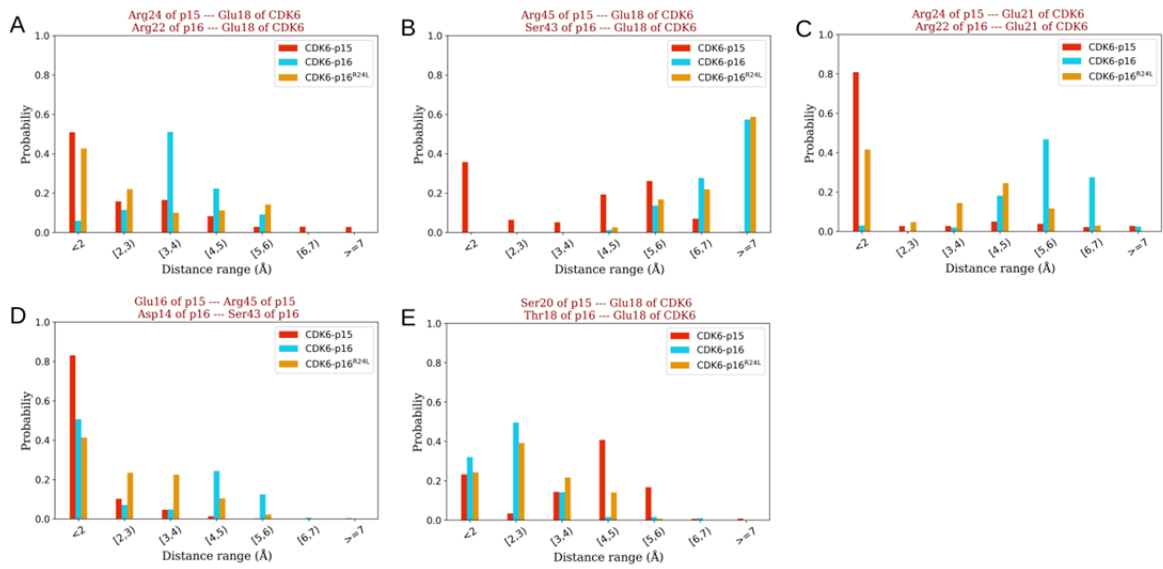 A
Arg24 of p15 --- Glu18 of CDK6
Arg22 of p16 --- Glu18 of CDK6
1.0
0.8
0.6
0.4
0.2
0.0
Probabiliy
CDK6-p15
CDK6-p16
CDK6-p16R24L
<2
[2,3)
[3,4)
[4,5)
[5,6)
[6,7)
>=7
Distance range (Å)
B
Arg45 of p15 --- Glu18 of CDK6
Ser43 of p16 --- Glu18 of CDK6
1.0
0.8
0.6
0.4
0.2
0.0
Probabiliy
CDK6-p15
CDK6-p16
CDK6-p16R24L
<2
[2,3)
[3,4)
[4,5)
[5,6)
[6,7)
>=7
Distance range (Å)
C
Arg24 of p15 --- Glu21 of CDK6
Arg22 of p16 --- Glu21 of CDK6
1.0
0.8
0.6
0.4
0.2
0.0
Probabiliy
CDK6-p15
CDK6-p16
CDK6-p16R24L
<2
[2,3)
[3,4)
[4,5)
[5,6)
[6,7)
>=7
Distance range (Å)
D
Glu16 of p15 --- Arg45 of p15
Asp14 of p16 --- Ser43 of p16
1.0
0.8
0.6
0.4
0.2
0.0
Probabiliy
CDK6-p15
CDK6-p16
CDK6-p16R24L
<2
[2,3)
[3,4)
[4,5)
[5,6)
[6,7)
>=7
Distance range (Å)
E
Ser20 of p15 --- Glu18 of CDK6
Thr18 of p16 --- Glu18 of CDK6
1.0
0.8
0.6
0.4
0.2
0.0
Probabiliy
CDK6-p15
CDK6-p16
CDK6-p16R24L
<2
[2,3)
[3,4)
[4,5)
[5,6)
[6,7)
>=7
Distance range (Å)